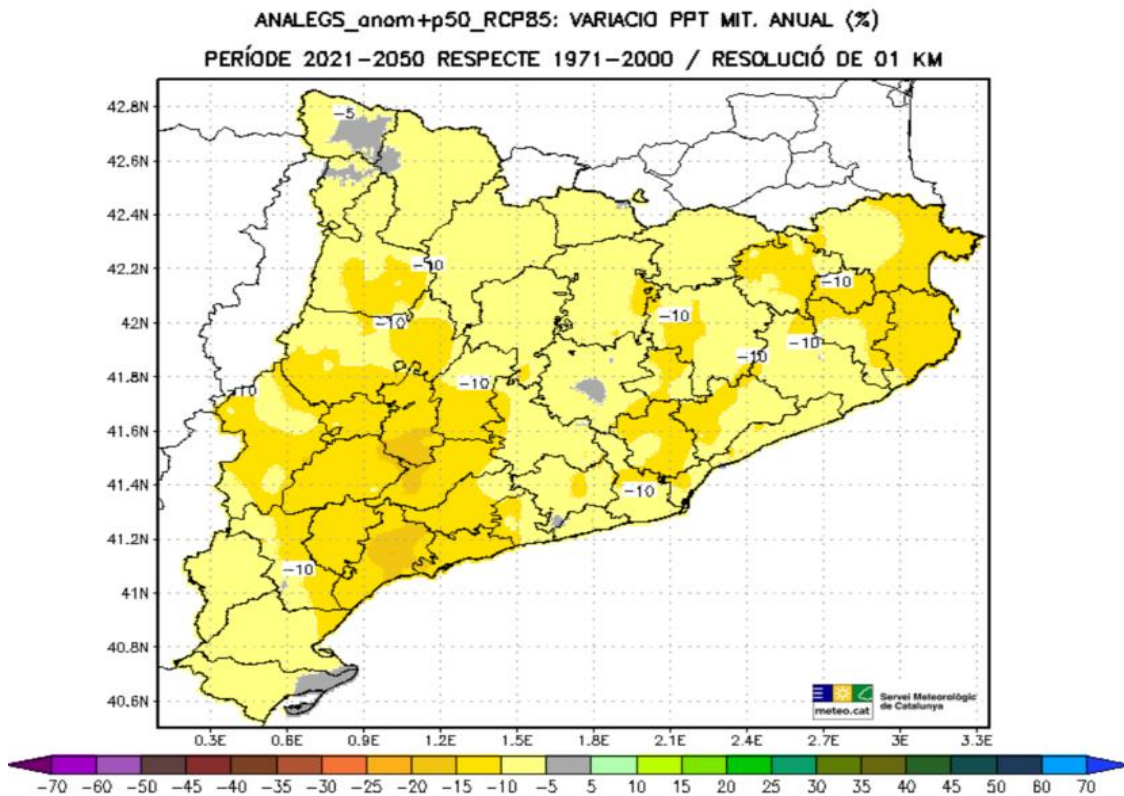 ANALEGS_anom+p50_RCP85: VARIACIO PPT MIT. ANUAL (%)
PERÍODE 2021-2050 RESPECTE 1971-2000 / RESOLUCIÓ DE 01 KM
42.8N
-5
42.6N
42.4N
42.2N
-10
-10
42N
-10
-10
-10
-10
41.8N
-10
-10
41.6N
41.4N
-10
41.2N
-10
41N
40.8N
40.6N
meteo.cat
Servei Meteorològic
de Catalunya
0.3E 0.6E 0.9E 1.2E 1.5E 1.8E 2.1E 2.4E 2.7E 3E 3.3E
-70 -60 -50 -45 -40 -35 -30 -25 -20 -15 -10 -5 5 10 15 20 25 30 35 40 45 50 60 70